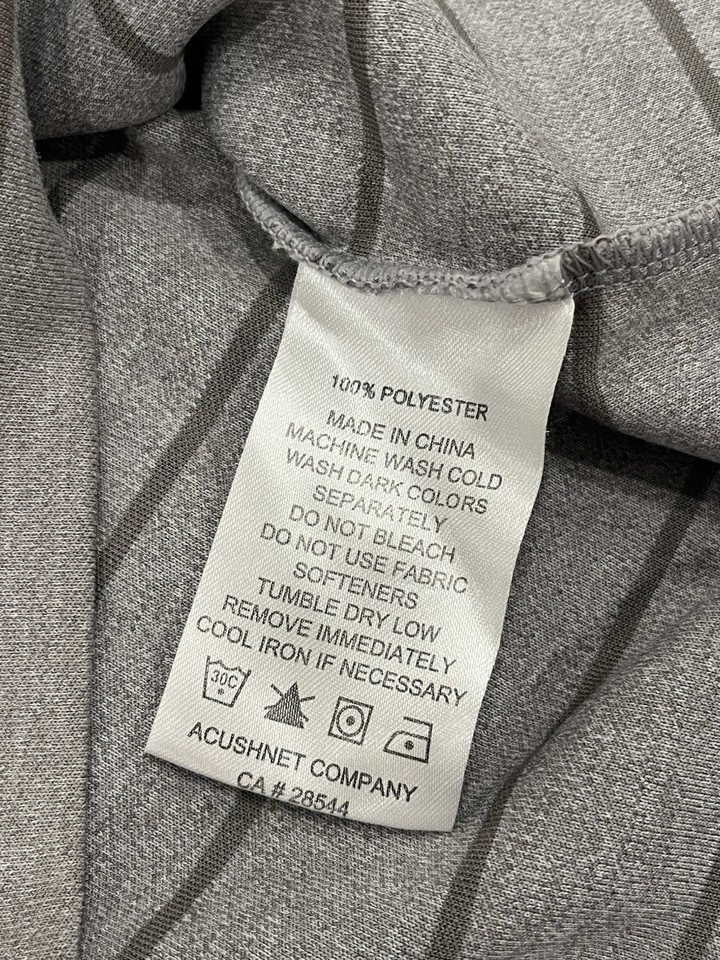 100% POLYESTER
MADE IN CHINA
MACHINE WASH COLD
WASH DARK COLORS
SEPARATELY
DO NOT BLEACH
DO NOT USE FABRIC
SOFTENERS
TUMBLE DRY LOW
REMOVE IMMEDIATELY
COOL IRON IF NECESSARY
30C
ACUSHNET COMPANY
CA # 28544